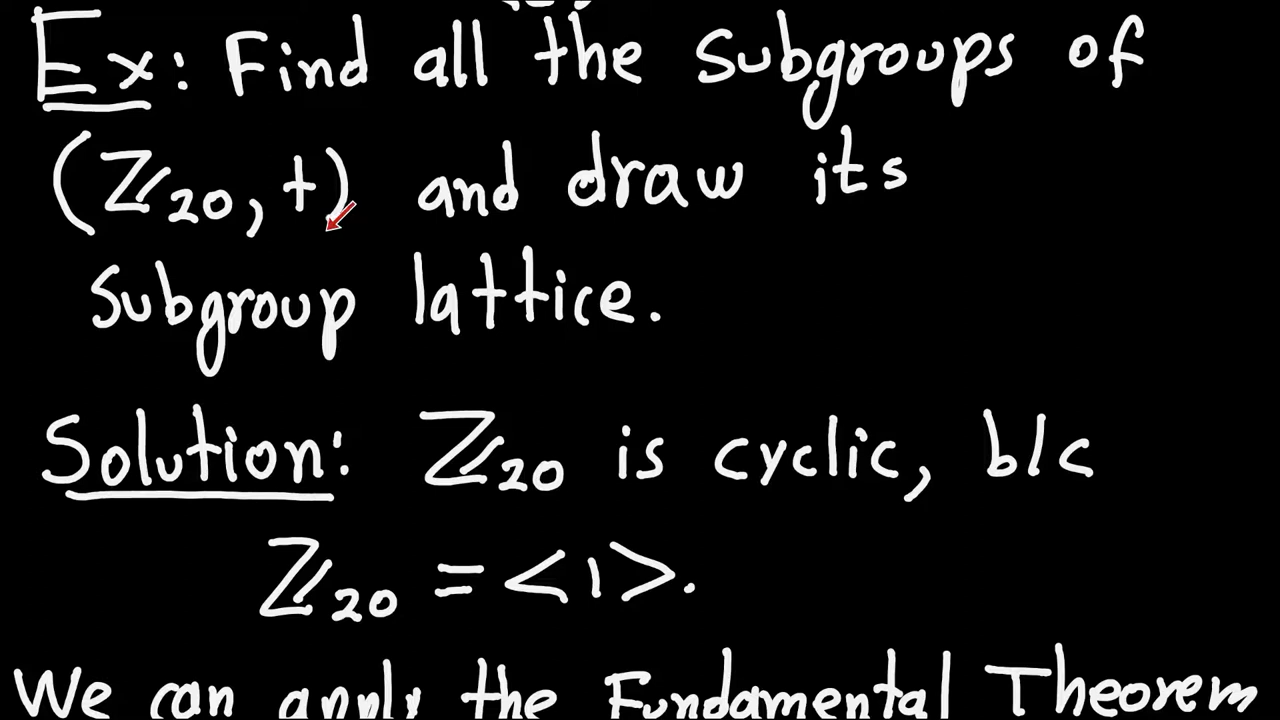 Ex: Find all the subgroups of
(ℤ₂₀, +) and draw its
subgroup lattice.
Solution: ℤ₂₀ is cyclic, b/c
ℤ₂₀ = <1>.
We can apply the Fundamental Theorem